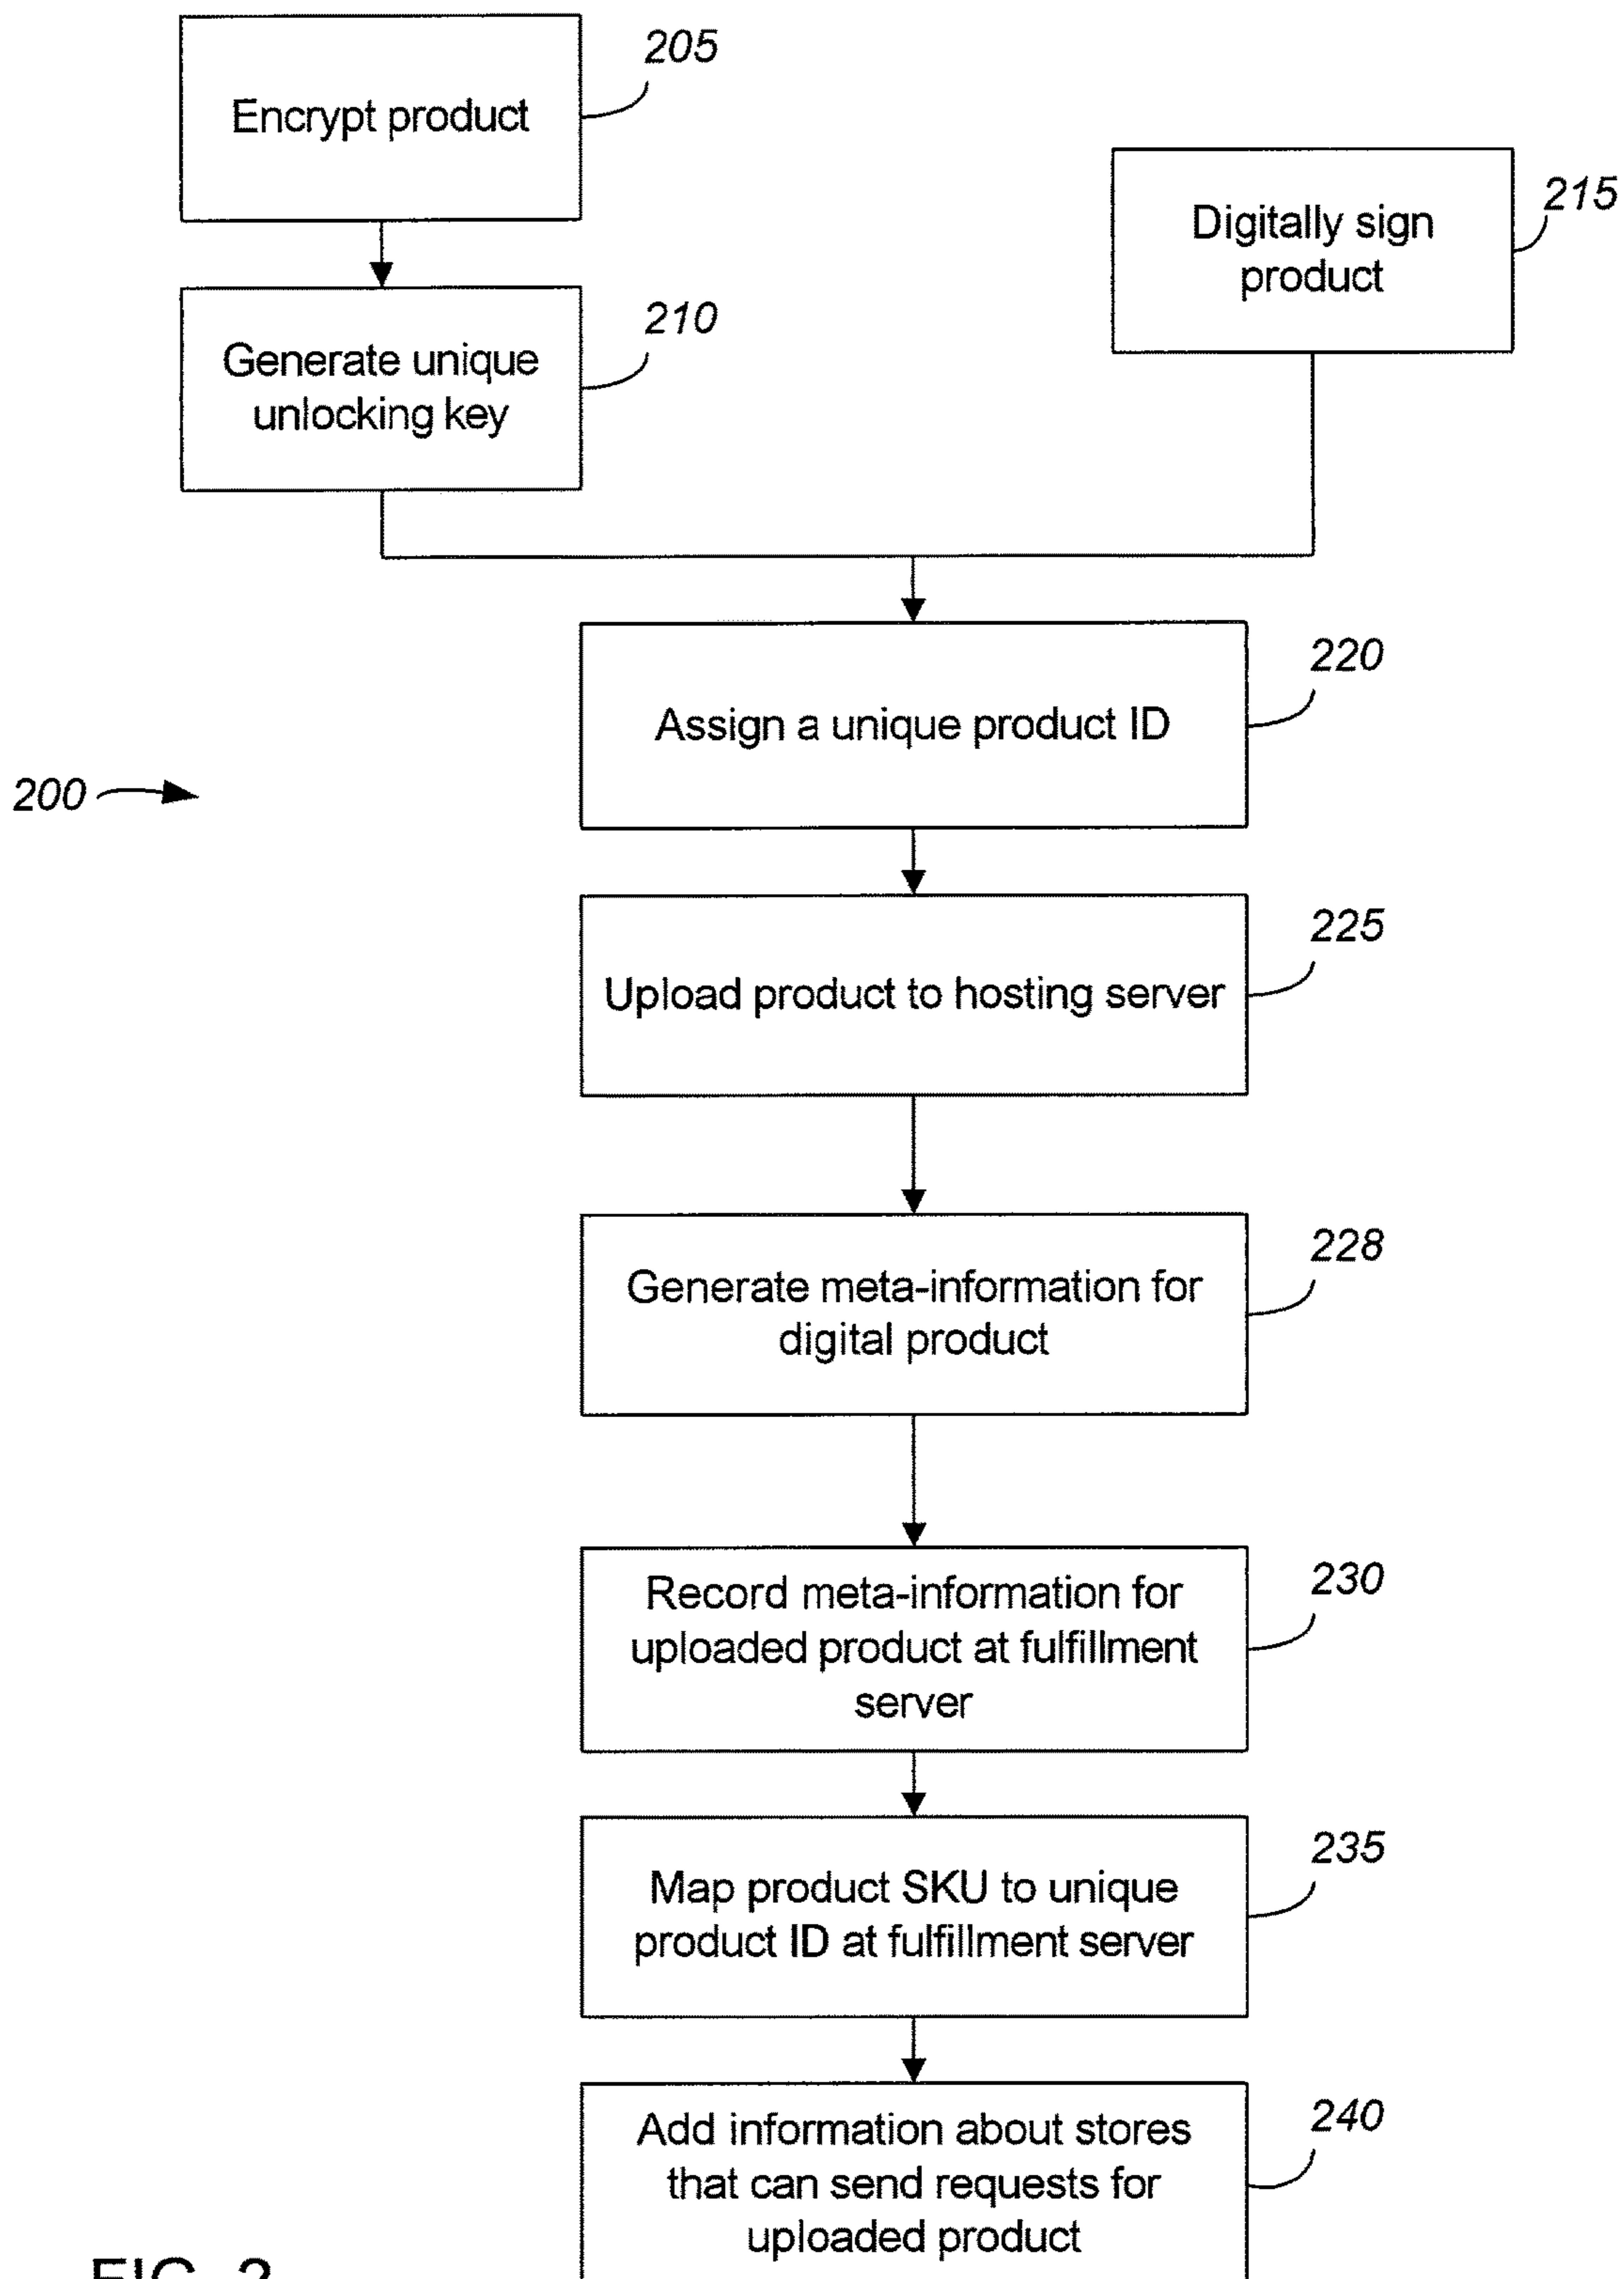 205
Encrypt product
215
Digitally sign
product
210
Generate unique
unlocking key
220
Assign a unique product ID
200
225
Upload product to hosting server
228
Generate meta-information for
digital product
230
Record meta-information for
uploaded product at fulfillment
server
235
Map product SKU to unique
product ID at fulfillment server
240
Add information about stores
that can send requests for
uploaded product
FIG. 2